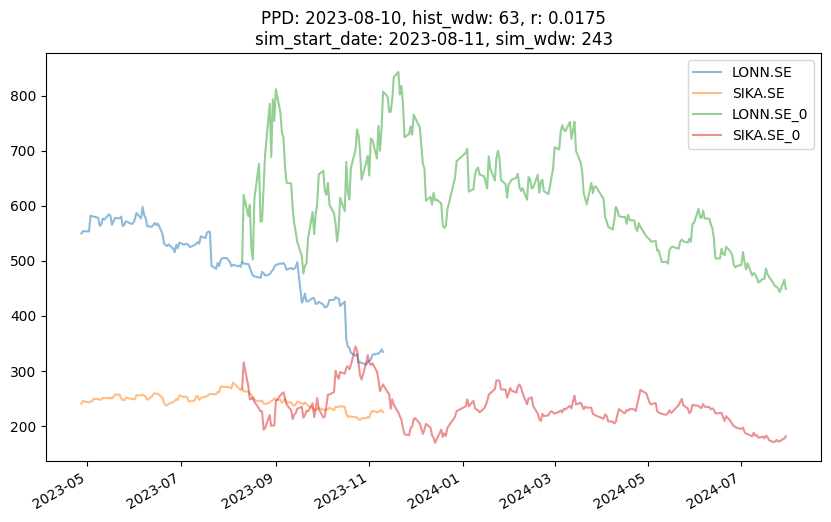 PPD: 2023-08-10, hist_wdw: 63, r: 0.0175
sim_start_date: 2023-08-11, sim_wdw: 243
LONN.SE
SIKA.SE
LONN.SE_0
SIKA.SE_0
800
700
600
500
400
300
200
2023-05
2023-07
2023-09
2023-11
2024-01
2024-03
2024-05
2024-07